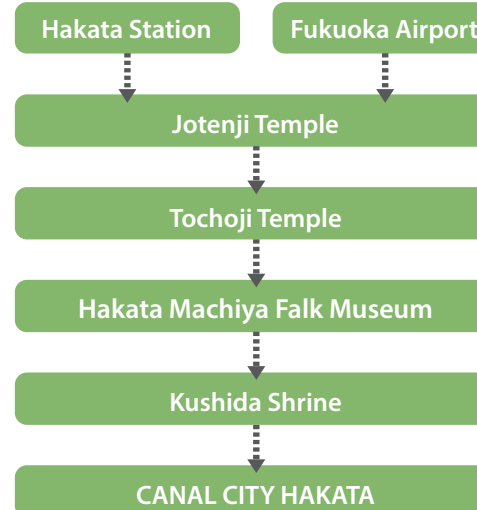 Hakata Station
Fukuoka Airport
Jotenji Temple
Tochoji Temple
Hakata Machiya Falk Museum
Kushida Shrine
CANAL CITY HAKATA